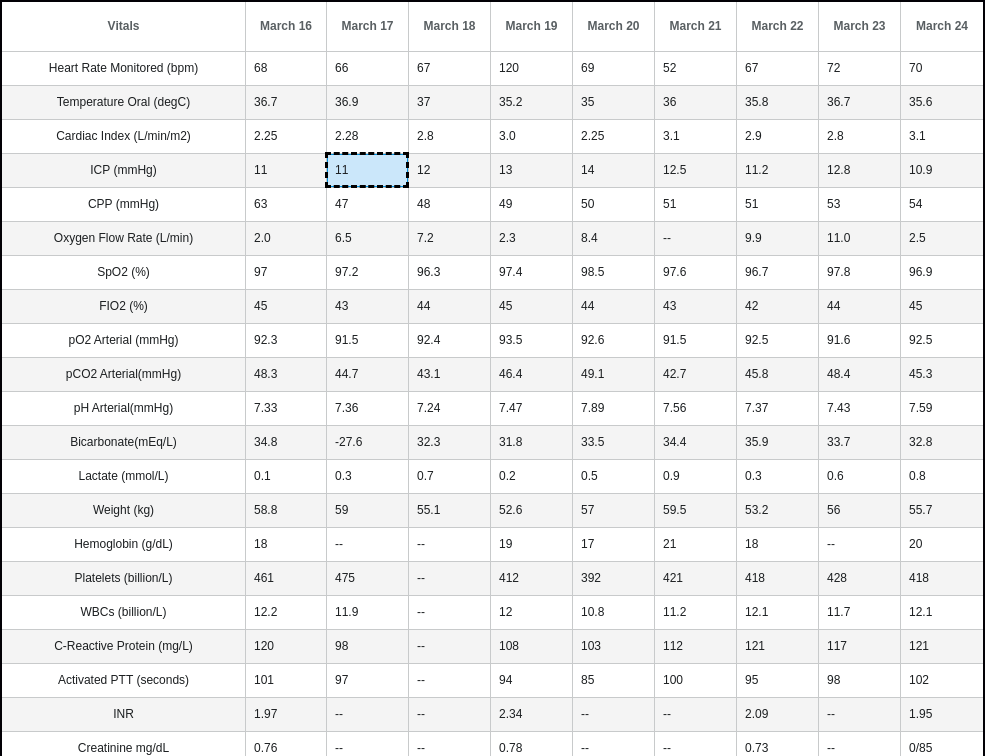 Vitals March 16 March 17 March 18 March 19 March 20 March 21 March 22 March 23 March 24
Heart Rate Monitored (bpm) 68 66 67 120 69 52 67 72 70
Temperature Oral (degC) 36.7 36.9 37 35.2 35 36 35.8 36.7 35.6
Cardiac Index (L/min/m2) 2.25 2.28 2.8 3.0 2.25 3.1 2.9 2.8 3.1
ICP (mmHg) 11 11 12 13 14 12.5 11.2 12.8 10.9
CPP (mmHg) 63 47 48 49 50 51 51 53 54
Oxygen Flow Rate (L/min) 2.0 6.5 7.2 2.3 8.4 -- 9.9 11.0 2.5
SpO2 (%) 97 97.2 96.3 97.4 98.5 97.6 96.7 97.8 96.9
FIO2 (%) 45 43 44 45 44 43 42 44 45
pO2 Arterial (mmHg) 92.3 91.5 92.4 93.5 92.6 91.5 92.5 91.6 92.5
pCO2 Arterial(mmHg) 48.3 44.7 43.1 46.4 49.1 42.7 45.8 48.4 45.3
pH Arterial(mmHg) 7.33 7.36 7.24 7.47 7.89 7.56 7.37 7.43 7.59
Bicarbonate(mEq/L) 34.8 -27.6 32.3 31.8 33.5 34.4 35.9 33.7 32.8
Lactate (mmol/L) 0.1 0.3 0.7 0.2 0.5 0.9 0.3 0.6 0.8
Weight (kg) 58.8 59 55.1 52.6 57 59.5 53.2 56 55.7
Hemoglobin (g/dL) 18 -- -- 19 17 21 18 -- 20
Platelets (billion/L) 461 475 -- 412 392 421 418 428 418
WBCs (billion/L) 12.2 11.9 -- 12 10.8 11.2 12.1 11.7 12.1
C-Reactive Protein (mg/L) 120 98 -- 108 103 112 121 117 121
Activated PTT (seconds) 101 97 -- 94 85 100 95 98 102
INR 1.97 -- -- 2.34 -- -- 2.09 -- 1.95
Creatinine mg/dL 0.76 -- -- 0.78 -- -- 0.73 -- 0/85